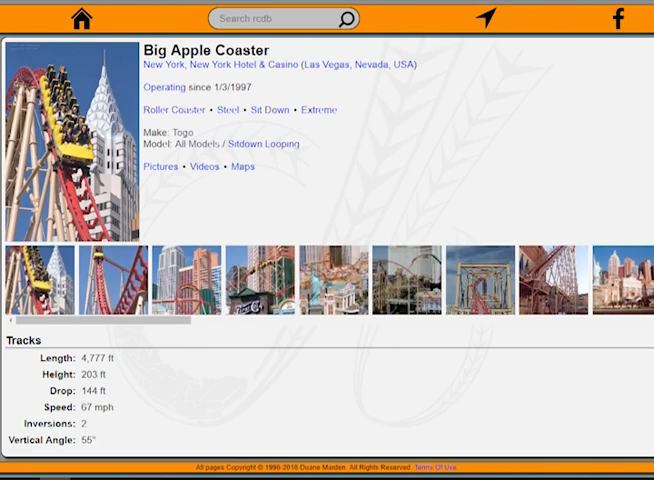 Search rcdb
Big Apple Coaster
New York, New York Hotel & Casino (Las Vegas, Nevada, USA)
Operating since 1/3/1997
Roller Coaster • Steel • Sit Down • Extreme
Make: Togo
Model: All Models / Sitdown Looping
Pictures • Videos • Maps
Tracks
Length: 4,777 ft
Height: 203 ft
Drop: 144 ft
Speed: 67 mph
Inversions: 2
Vertical Angle: 55°
All pages Copyright © 1996-2018 Duane Marden. All Rights Reserved. Terms Of Use.